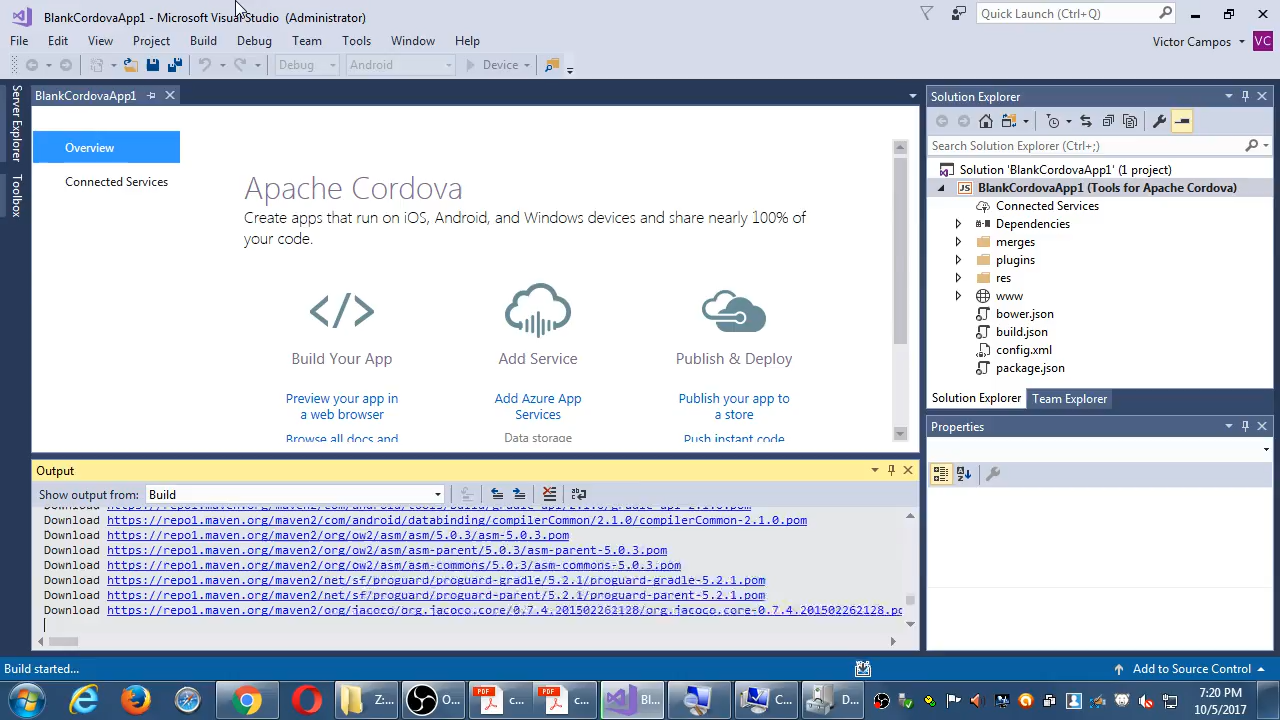 BlankCordovaApp1 - Microsoft Visual Studio (Administrator)
Quick Launch (Ctrl+Q)
File Edit View Project Build Debug Team Tools Window Help
Victor Campos VC
Debug Android Device
Server Explorer
Toolbox
BlankCordovaApp1
Overview
Connected Services
Apache Cordova
Create apps that run on iOS, Android, and Windows devices and share nearly 100% of
your code.
Build Your App
Add Service
Publish & Deploy
Preview your app in
a web browser
Add Azure App
Services
Publish your app to
a store
Browse all docs and
Data storage
Push instant code
Solution Explorer
Search Solution Explorer (Ctrl+;)
Solution 'BlankCordovaApp1' (1 project)
JS BlankCordovaApp1 (Tools for Apache Cordova)
Connected Services
Dependencies
merges
plugins
res
www
bower.json
build.json
config.xml
package.json
Solution Explorer Team Explorer
Properties
Output
Show output from: Build
Download https://repo1.maven.org/maven2/com/android/databinding/compilerCommon/2.1.0/compilerCommon-2.1.0.pom
Download https://repo1.maven.org/maven2/org/ow2/asm/asm/5.0.3/asm-5.0.3.pom
Download https://repo1.maven.org/maven2/org/ow2/asm/asm-parent/5.0.3/asm-parent-5.0.3.pom
Download https://repo1.maven.org/maven2/org/ow2/asm/asm-commons/5.0.3/asm-commons-5.0.3.pom
Download https://repo1.maven.org/maven2/net/sf/proguard/proguard-gradle/5.2.1/proguard-gradle-5.2.1.pom
Download https://repo1.maven.org/maven2/net/sf/proguard/proguard-parent/5.2.1/proguard-parent-5.2.1.pom
Download https://repo1.maven.org/maven2/org/jacoco/org.jacoco.core/0.7.4.201502262128/org.jacoco.core-0.7.4.201502262128.po
Build started...
Add to Source Control
Z:... O... PDF c... PDF c... Bl... C... D...
7:20 PM
10/5/2017